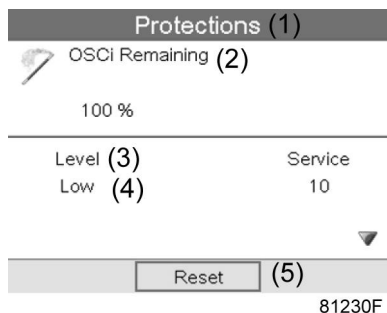 Protections (1)
OSCi Remaining (2)
100 %
Level (3) Service
Low (4) 10
Reset (5)
81230F